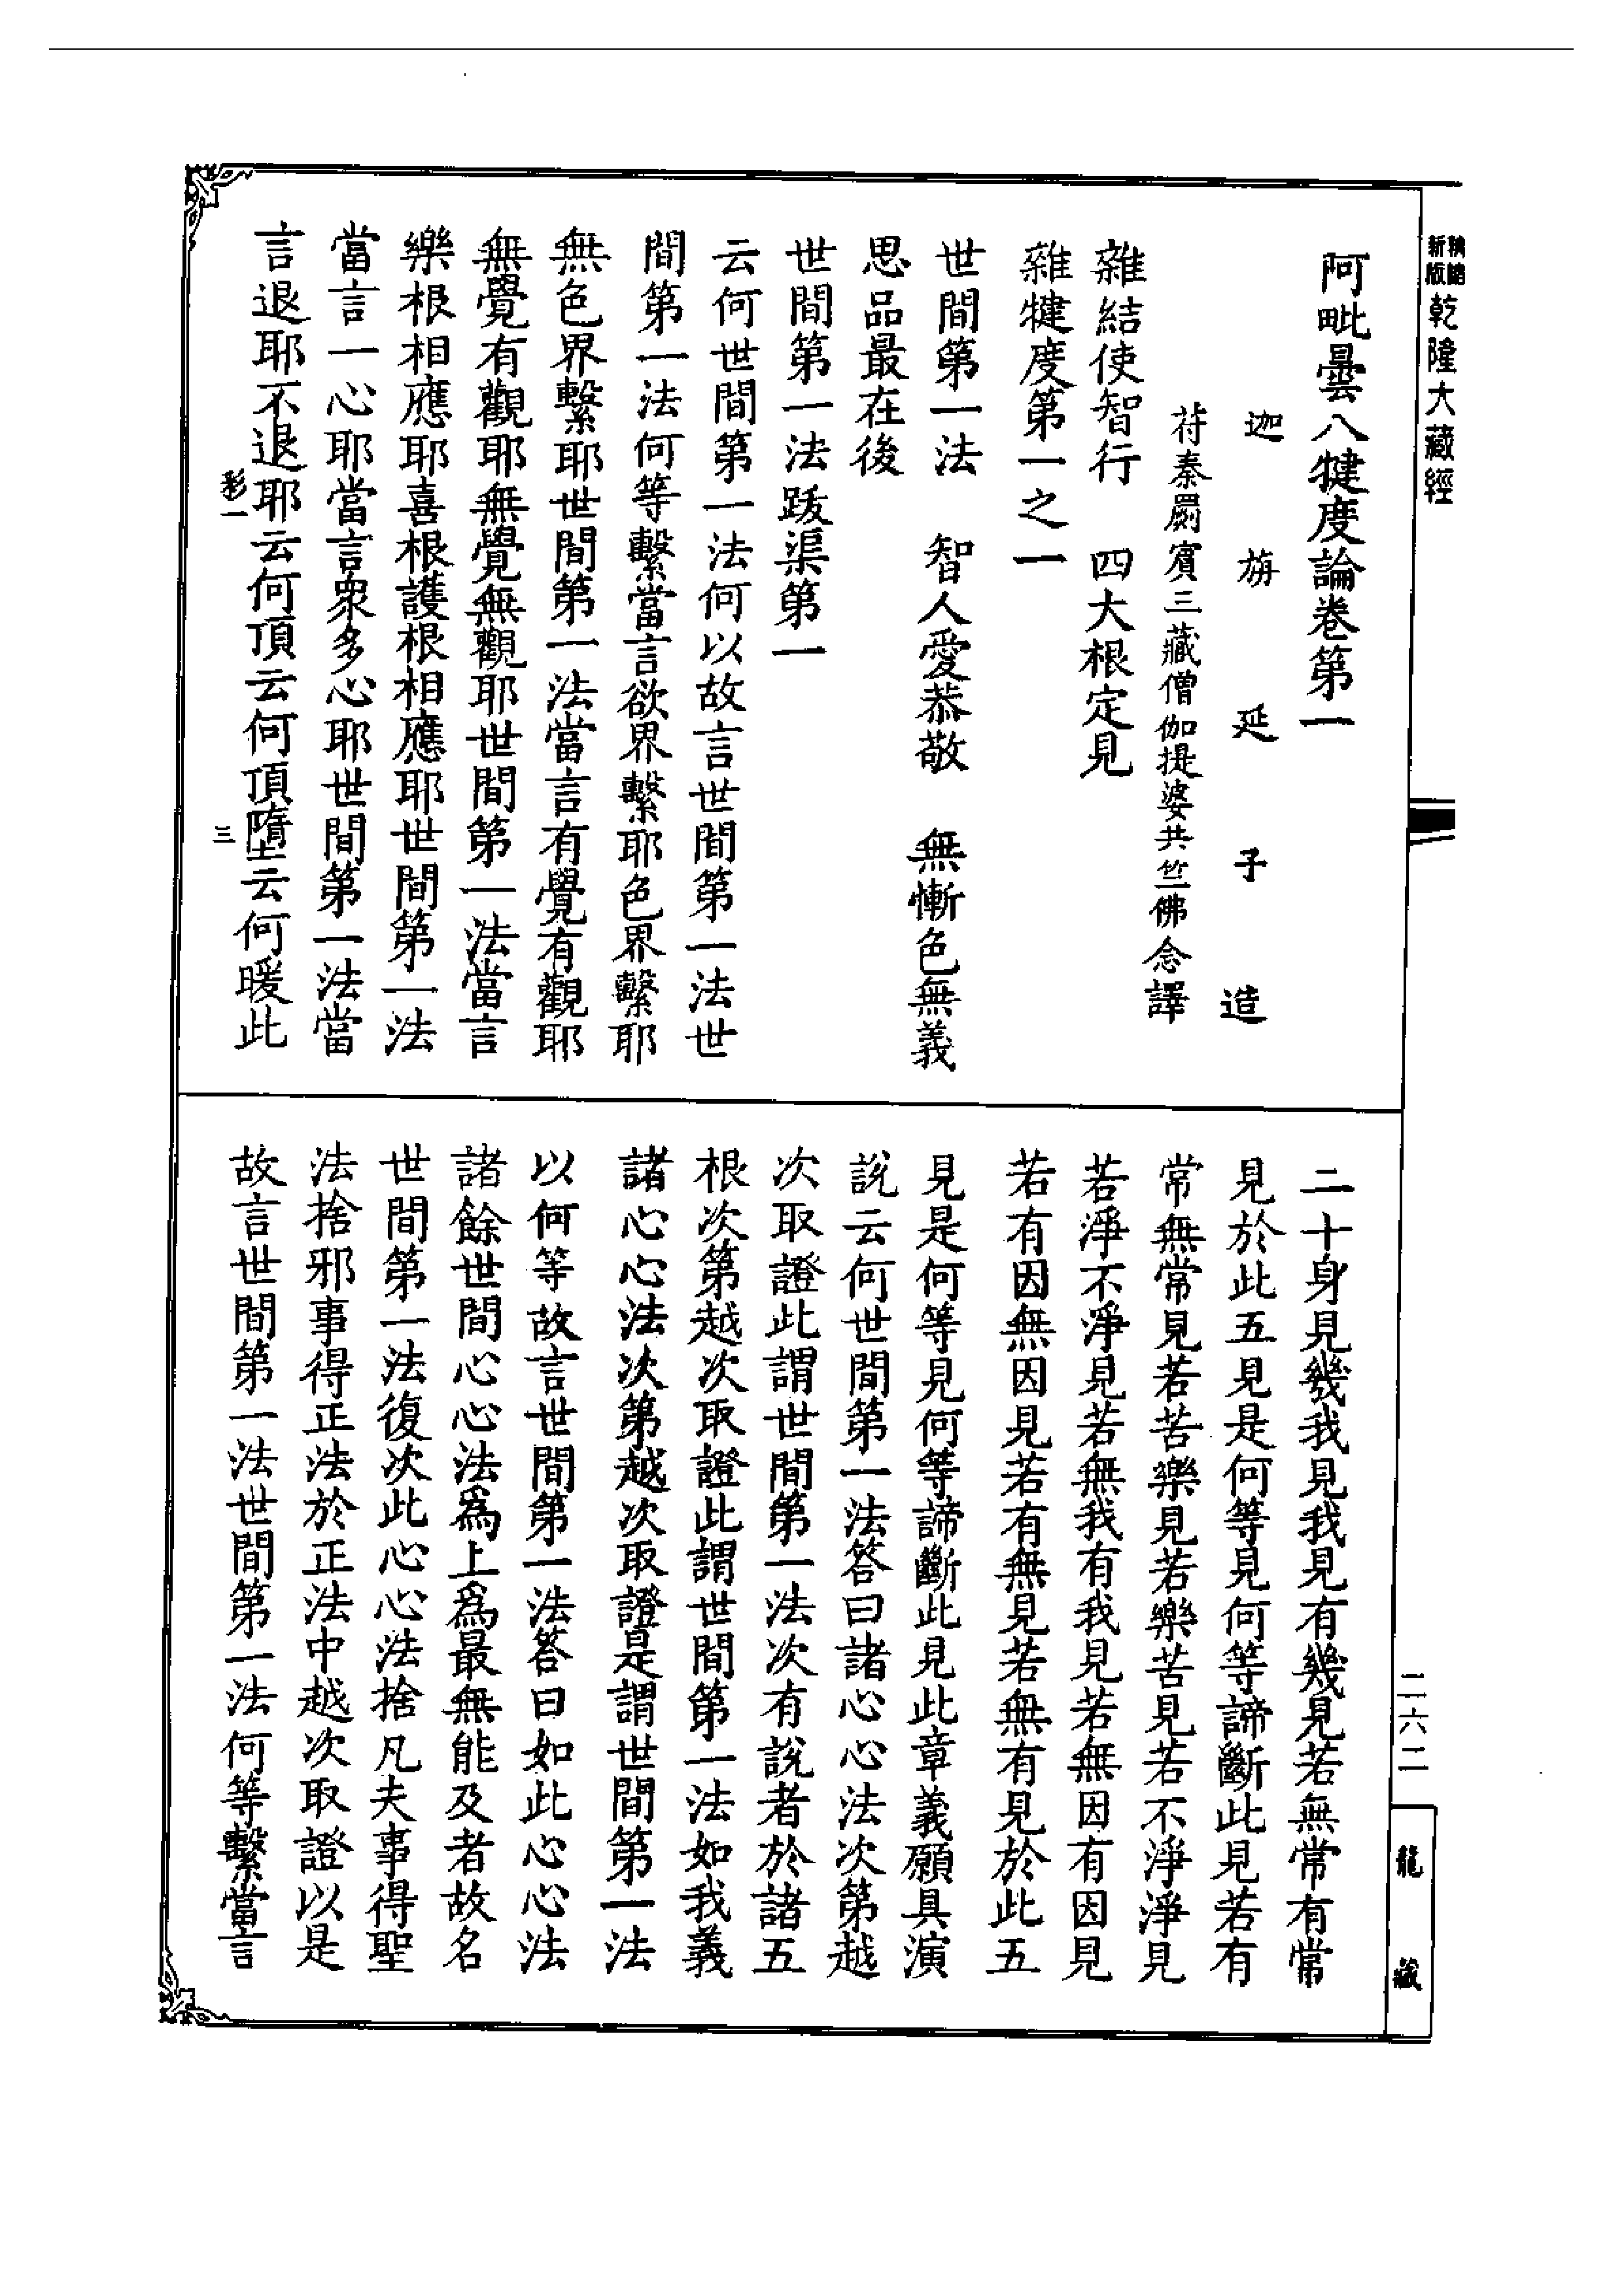 新版
乾隆大藏經
阿毗曇八犍度論卷第一
迦旃延子造
苻秦罽賓三藏僧伽提婆共竺佛念譯
雜結使智行　四大根定見
雜犍度第一之一
世間第一法　智人愛恭敬　無慚色無義
思品最在後
世間第一法跋渠第一
云何世間第一法何以故言世間第一法世
間第一法何等繫當言欲界繫耶色界繫耶
無色界繫耶世間第一法當言有覺有觀耶
無覺有觀耶無覺無觀耶世間第一法當言
樂根相應耶喜根護根相應耶世間第一法
當言一心耶當言眾多心耶世間第一法當
言退耶不退耶云何頂云何頂墮云何暖此
二十身見幾我見我見有幾見若無常有常
見於此五見是何等見何等諦斷此見若有
常無常見若苦樂見若樂苦見若不淨淨見
若淨不淨見若無我有我見若無因有因見
若有因無因見若有無見若無有見於此五
見是何等見何等諦斷此見此章義願具演
說云何世間第一法答曰諸心心法次第越
次取證此謂世間第一法次有說者於諸五
根次第越次取證此謂世間第一法如我義
諸心心法次第越次取證是謂世間第一法
以何等故言世間第一法答曰如此心心法
諸餘世間心心法為上為最無能及者故名
世間第一法復次此心心法捨凡夫事得聖
法捨邪事得正法於正法中越次取證以是
故言世間第一法世間第一法何等繫當言
三
二六二
龍藏